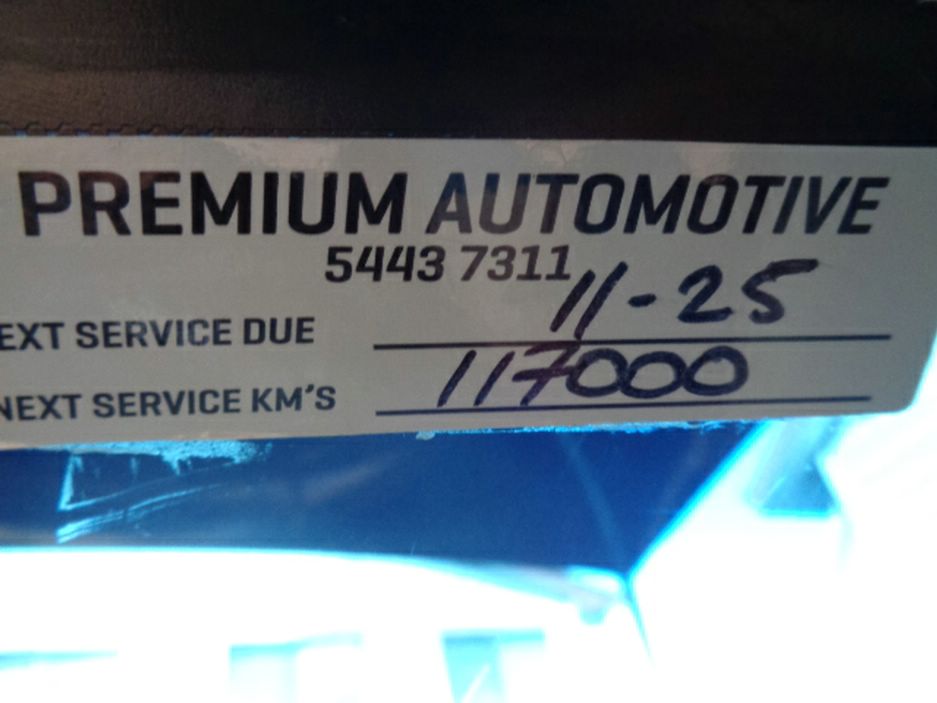 PREMIUM AUTOMOTIVE
5443 7311
EXT SERVICE DUE 11-25
NEXT SERVICE KM'S 117000